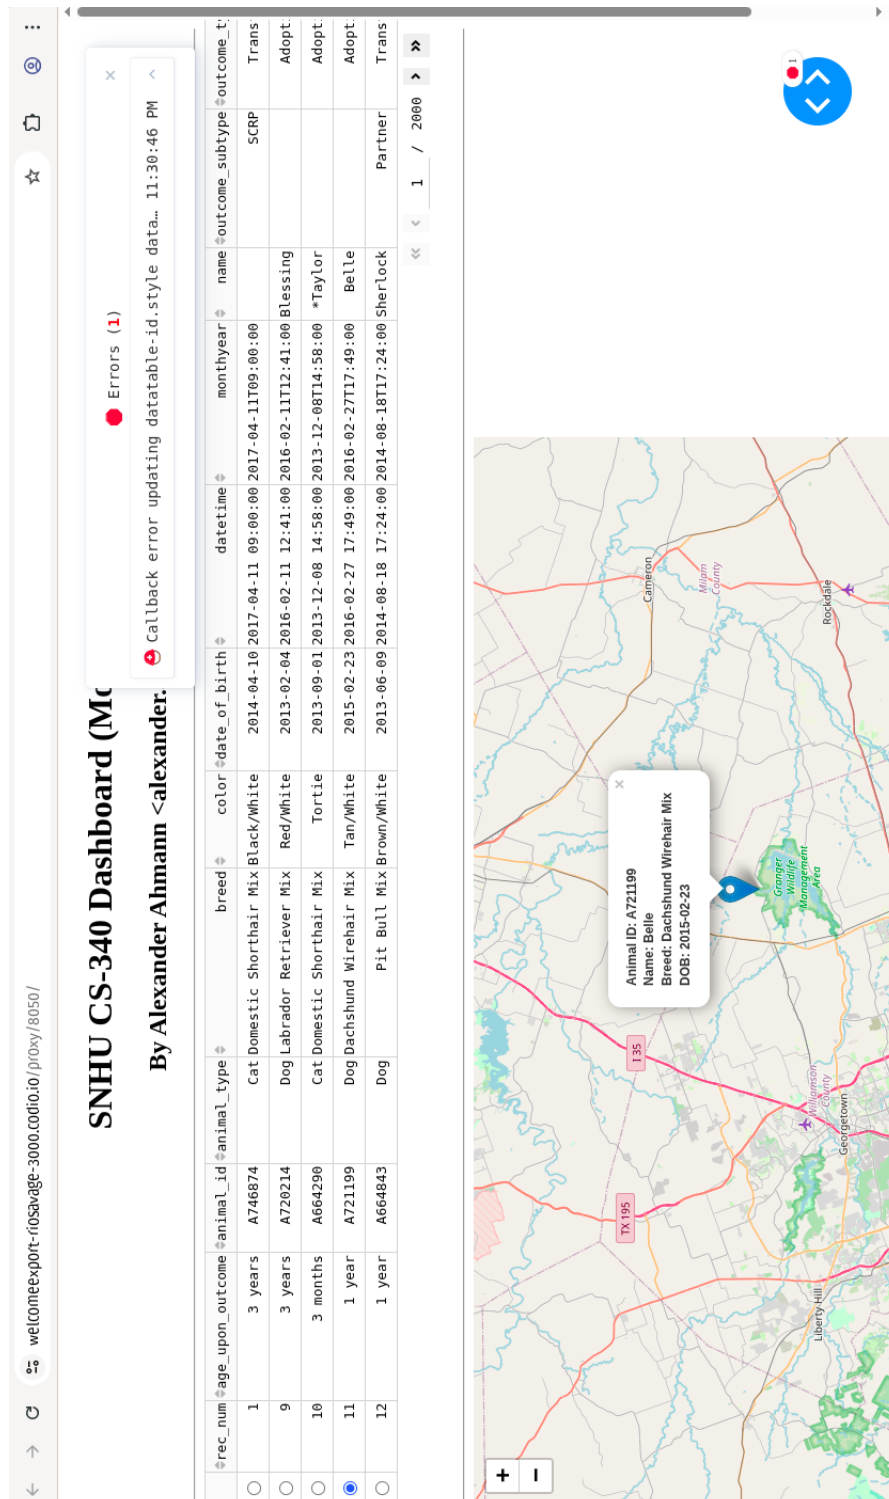 welcomeexport-riosavage-3000.codio.io/proxy/8050/
SNHU CS-340 Dashboard (Mo
By Alexander Ahmann <alexander.
Errors (1)
Callback error updating datatable-id.style_data… 11:30:46 PM
rec_num age_upon_outcome animal_id animal_type breed color date_of_birth datetime monthyear name outcome_subtype outcome_ty
1 3 years A746874 Cat Domestic Shorthair Mix Black/White 2014-04-10 2017-04-11 09:00:00 2017-04-11T09:00:00 SCRP Trans
9 3 years A720214 Dog Labrador Retriever Mix Red/White 2013-02-04 2016-02-11 12:41:00 2016-02-11T12:41:00 Blessing Adopt
10 3 months A664290 Cat Domestic Shorthair Mix Tortie 2013-09-01 2013-12-08 14:58:00 2013-12-08T14:58:00 *Taylor Adopt
11 1 year A721199 Dog Dachshund Wirehair Mix Tan/White 2015-02-23 2016-02-27 17:49:00 2016-02-27T17:49:00 Belle Adopt
12 1 year A664843 Dog Pit Bull Mix Brown/White 2013-06-09 2014-08-18 17:24:00 2014-08-18T17:24:00 Sherlock Partner Trans
« < 1 / 2000 > »
+
−
Animal ID: A721199
Name: Belle
Breed: Dachshund Wirehair Mix
DOB: 2015-02-23
×
TX 195
I 35
Cameron
Milam
County
Rockdale
Granger
Wildlife
Management
Area
Williamson
County
Georgetown
Liberty Hill
1